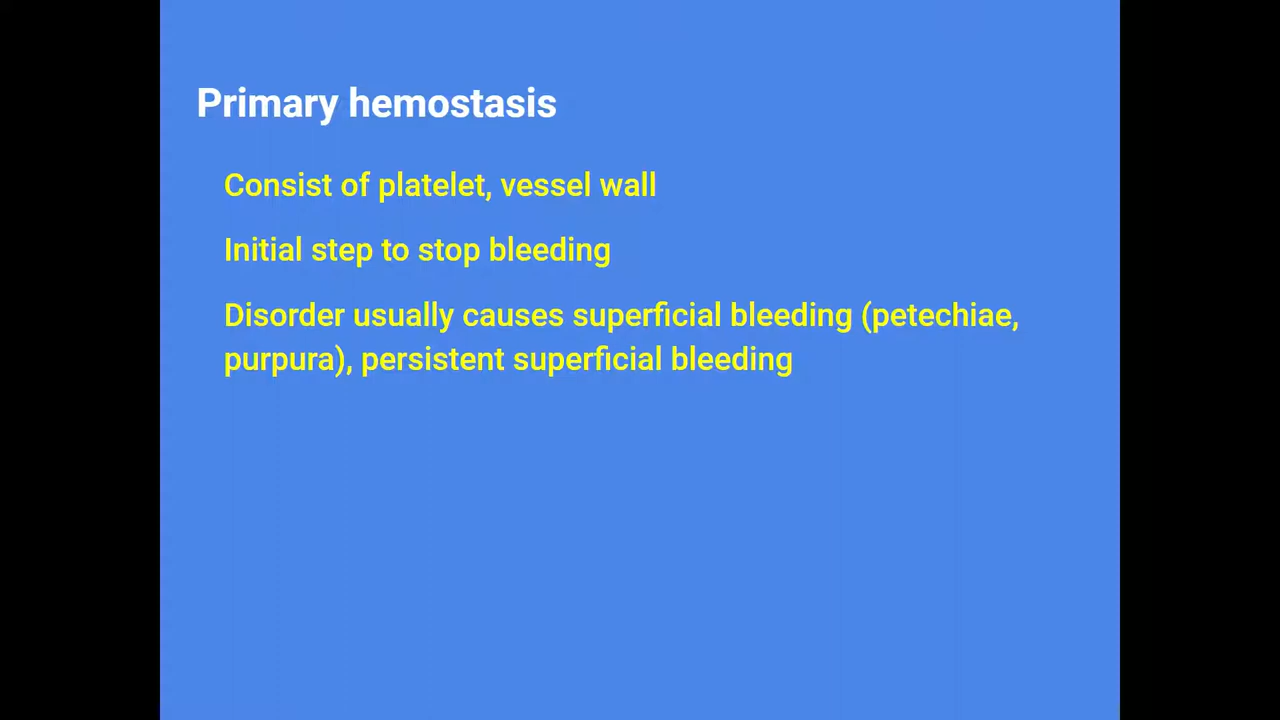 Primary hemostasis
Consist of platelet, vessel wall
Initial step to stop bleeding
Disorder usually causes superficial bleeding (petechiae,
purpura), persistent superficial bleeding